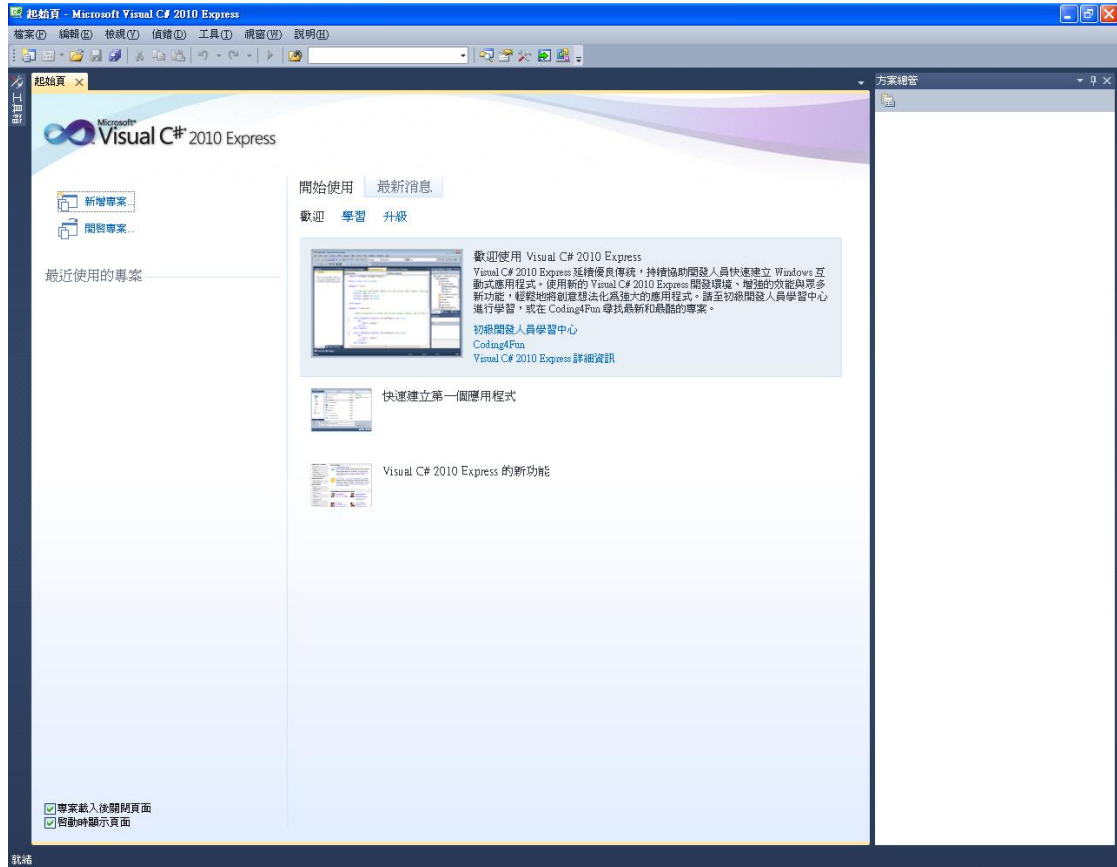 起始頁 - Microsoft Visual C# 2010 Express
檔案(F) 編輯(E) 檢視(V) 偵錯(D) 工具(T) 視窗(W) 說明(H)
工具箱
起始頁
方案總管
Microsoft®
Visual C#® 2010 Express
新增專案...
開啟專案...
最近使用的專案
開始使用 最新消息
歡迎 學習 升級
歡迎使用 Visual C# 2010 Express
Visual C# 2010 Express 延續優良傳統，持續協助開發人員快速建立 Windows 互
動式應用程式。使用新的 Visual C# 2010 Express 開發環境、增強的效能與眾多
新功能，輕鬆地將創意想法化為強大的應用程式。請至初級開發人員學習中心
進行學習，或在 Coding4Fun 尋找最新和最酷的專案。
初級開發人員學習中心
Coding4Fun
Visual C# 2010 Express 詳細資訊
快速建立第一個應用程式
Visual C# 2010 Express 的新功能
專案載入後關閉頁面
啟動時顯示頁面
就緒